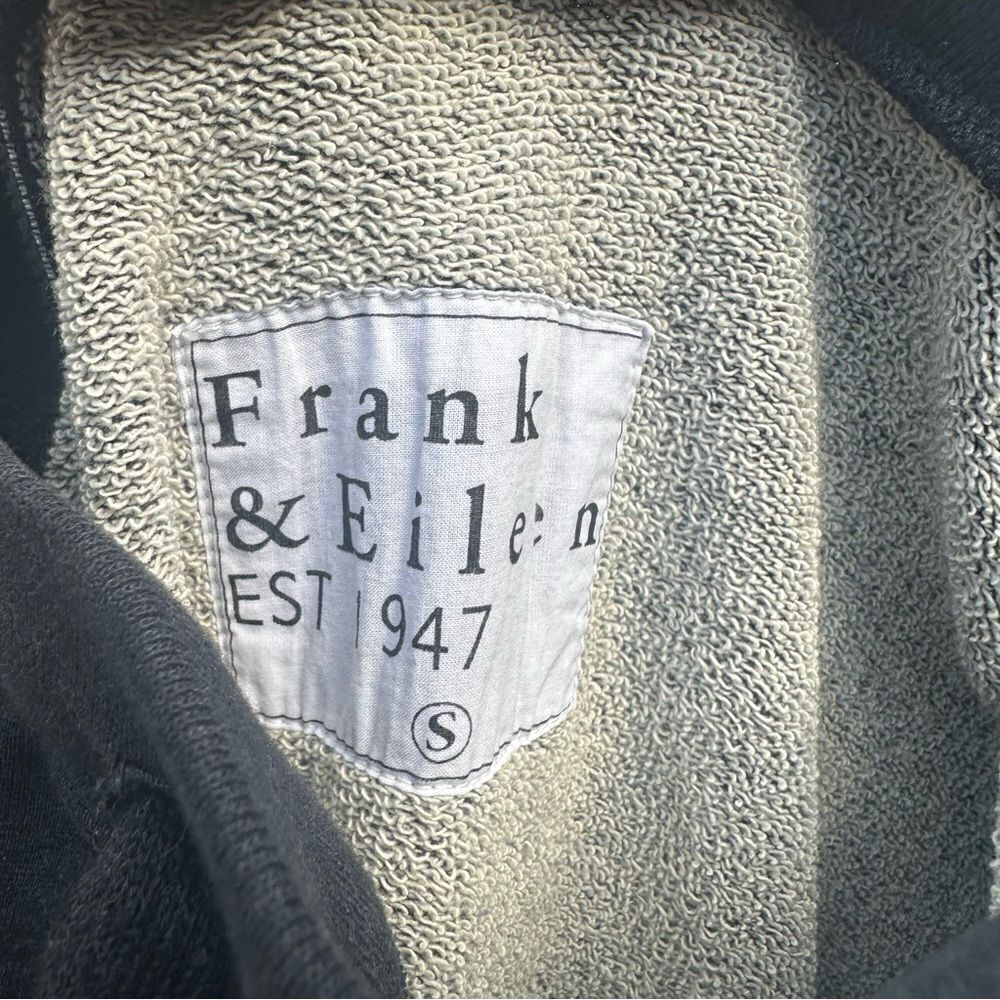 Frank
& Eileen
EST 1947
S